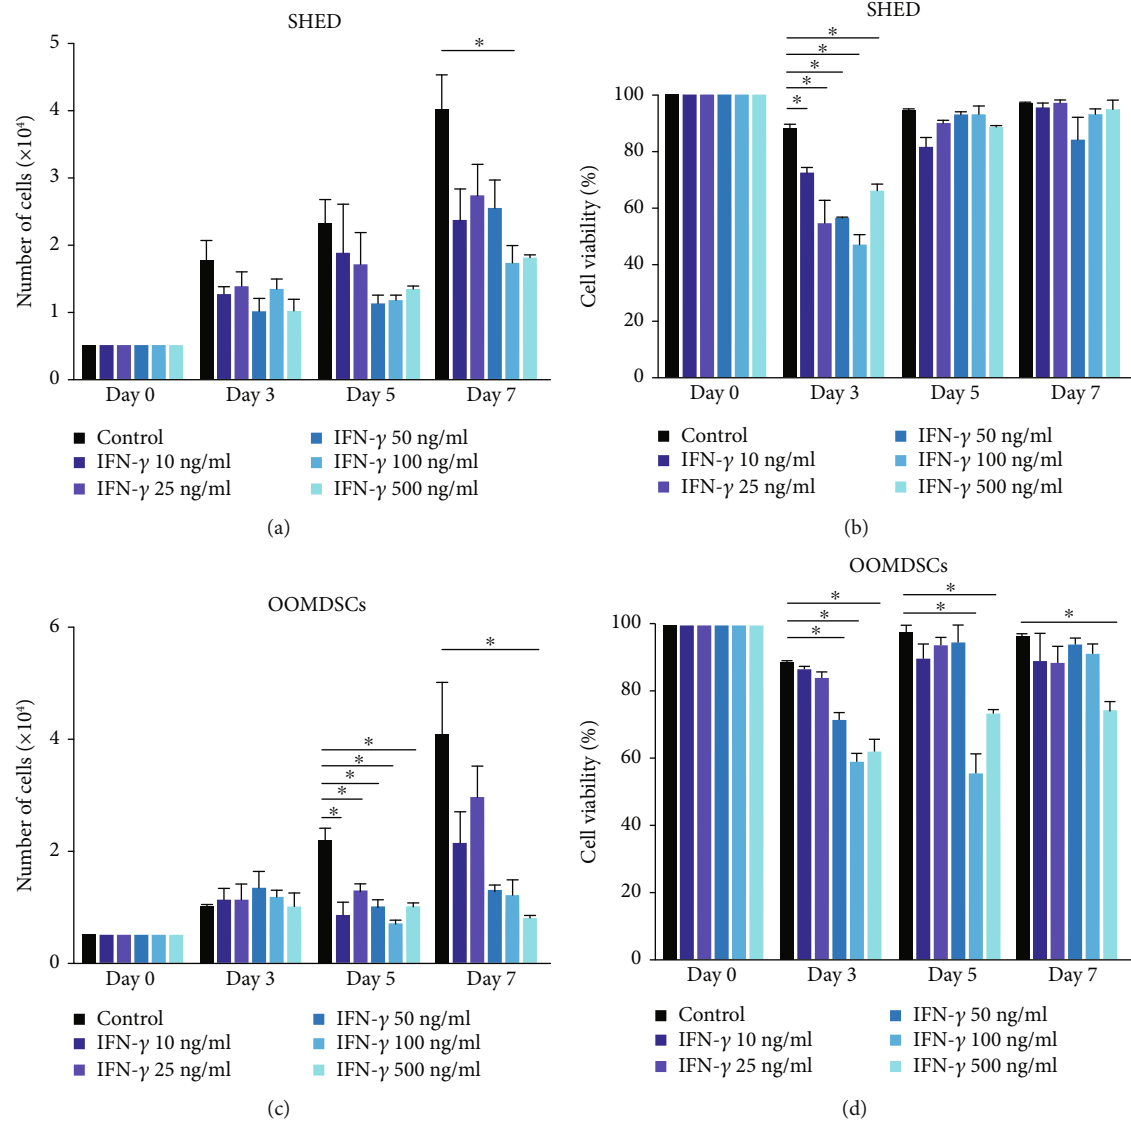 SHED
Number of cells (×10⁴)
5
4
3
2
1
0
*
Day 0 Day 3 Day 5 Day 7
Control
IFN-γ 10 ng/ml
IFN-γ 25 ng/ml
IFN-γ 50 ng/ml
IFN-γ 100 ng/ml
IFN-γ 500 ng/ml
(a)
SHED
Cell viability (%)
100
80
60
40
20
0
*
*
*
*
*
Day 0 Day 3 Day 5 Day 7
Control
IFN-γ 10 ng/ml
IFN-γ 25 ng/ml
IFN-γ 50 ng/ml
IFN-γ 100 ng/ml
IFN-γ 500 ng/ml
(b)
OOMDSCs
Number of cells (×10⁴)
6
4
2
0
*
*
*
*
*
*
Day 0 Day 3 Day 5 Day 7
Control
IFN-γ 10 ng/ml
IFN-γ 25 ng/ml
IFN-γ 50 ng/ml
IFN-γ 100 ng/ml
IFN-γ 500 ng/ml
(c)
OOMDSCs
Cell viability (%)
100
80
60
40
20
0
*
*
*
*
*
*
Day 0 Day 3 Day 5 Day 7
Control
IFN-γ 10 ng/ml
IFN-γ 25 ng/ml
IFN-γ 50 ng/ml
IFN-γ 100 ng/ml
IFN-γ 500 ng/ml
(d)